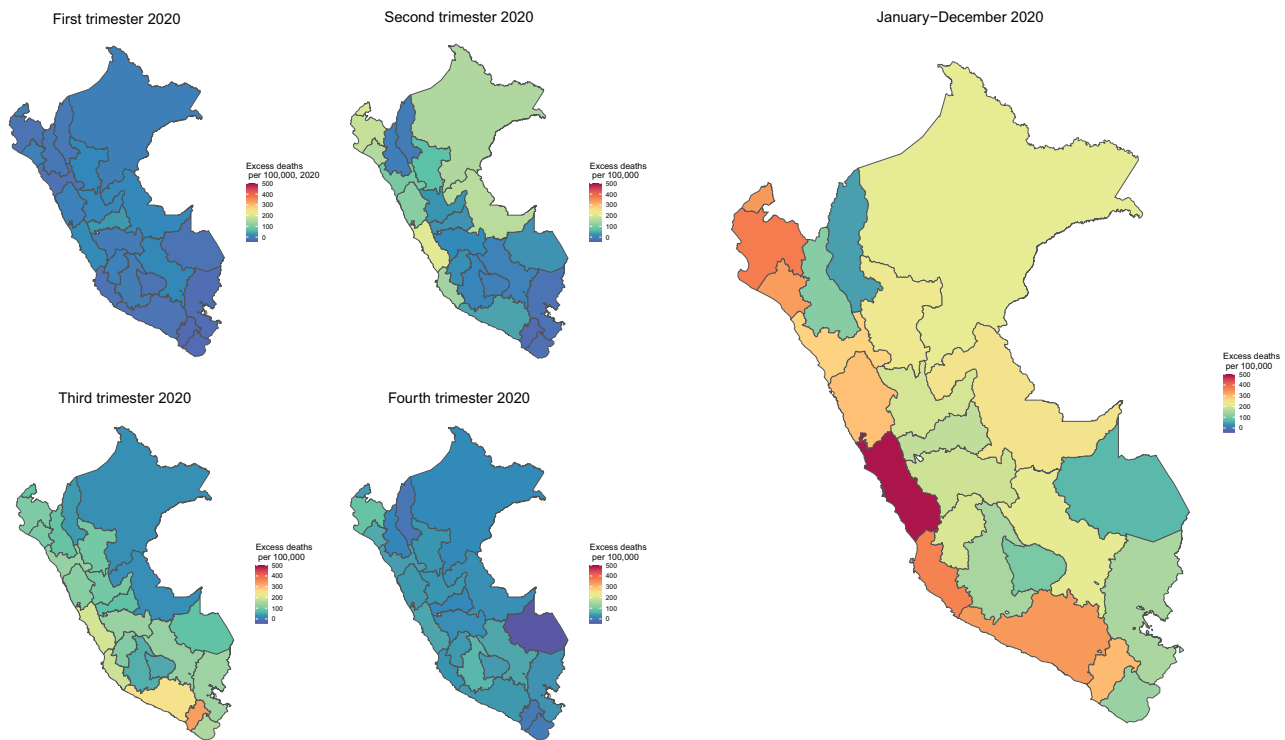 First trimester 2020
Excess deaths
per 100,000, 2020
500
400
300
200
100
0
Second trimester 2020
Excess deaths
per 100,000
500
400
300
200
100
0
January−December 2020
Excess deaths
per 100,000
500
400
300
200
100
0
Third trimester 2020
Excess deaths
per 100,000
500
400
300
200
100
0
Fourth trimester 2020
Excess deaths
per 100,000
500
400
300
200
100
0